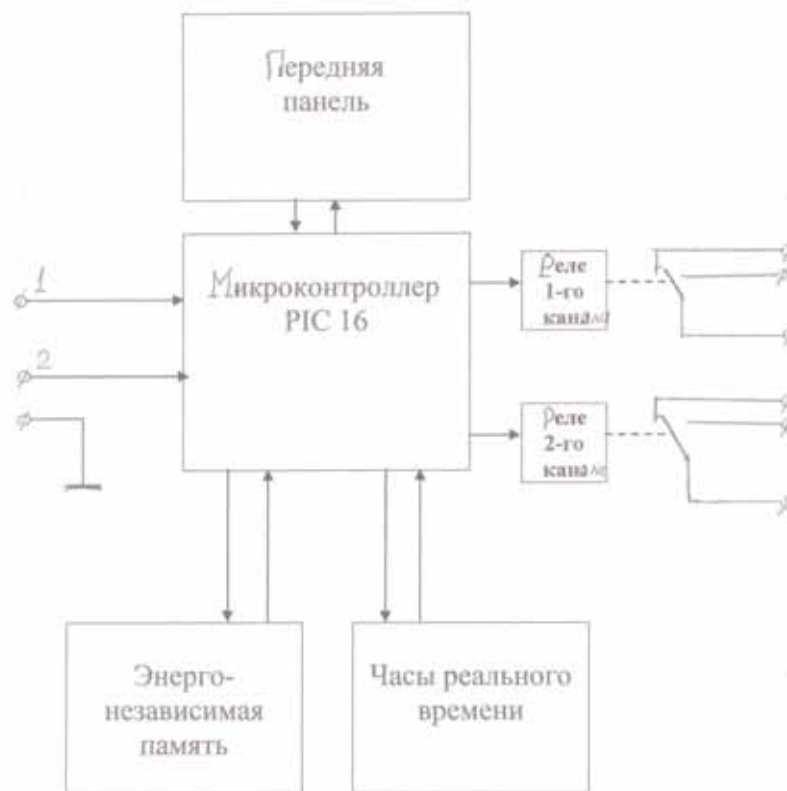 Передняя
панель
1
Микроконтроллер
PIC 16
2
Реле
1-го
канала
Реле
2-го
канала
Энерго-
независимая
память
Часы реального
времени